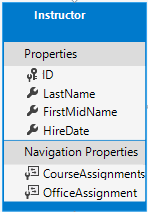 Instructor
Properties
ID
LastName
FirstMidName
HireDate
Navigation Properties
CourseAssignments
OfficeAssignment